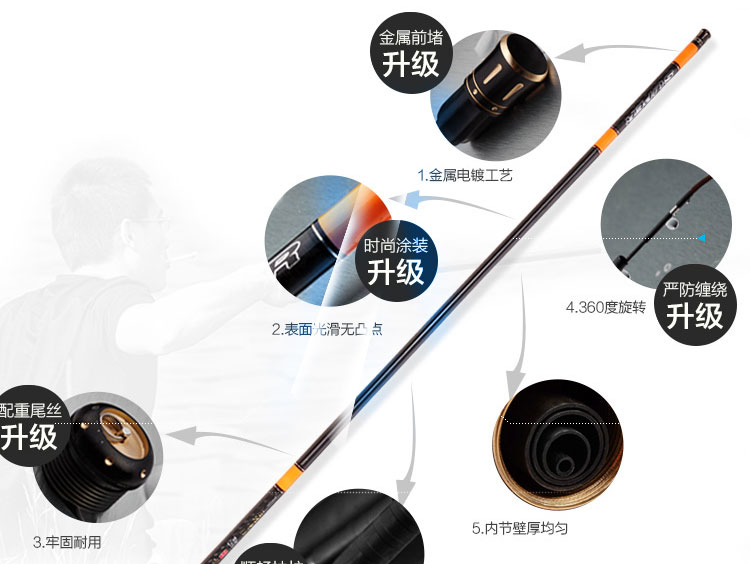 金属前堵
升级
1.金属电镀工艺
时尚涂装
升级
2.表面光滑无凸点
严防缠绕
升级
4.360度旋转
配重尾丝
升级
3.牢固耐用
5.内节壁厚均匀